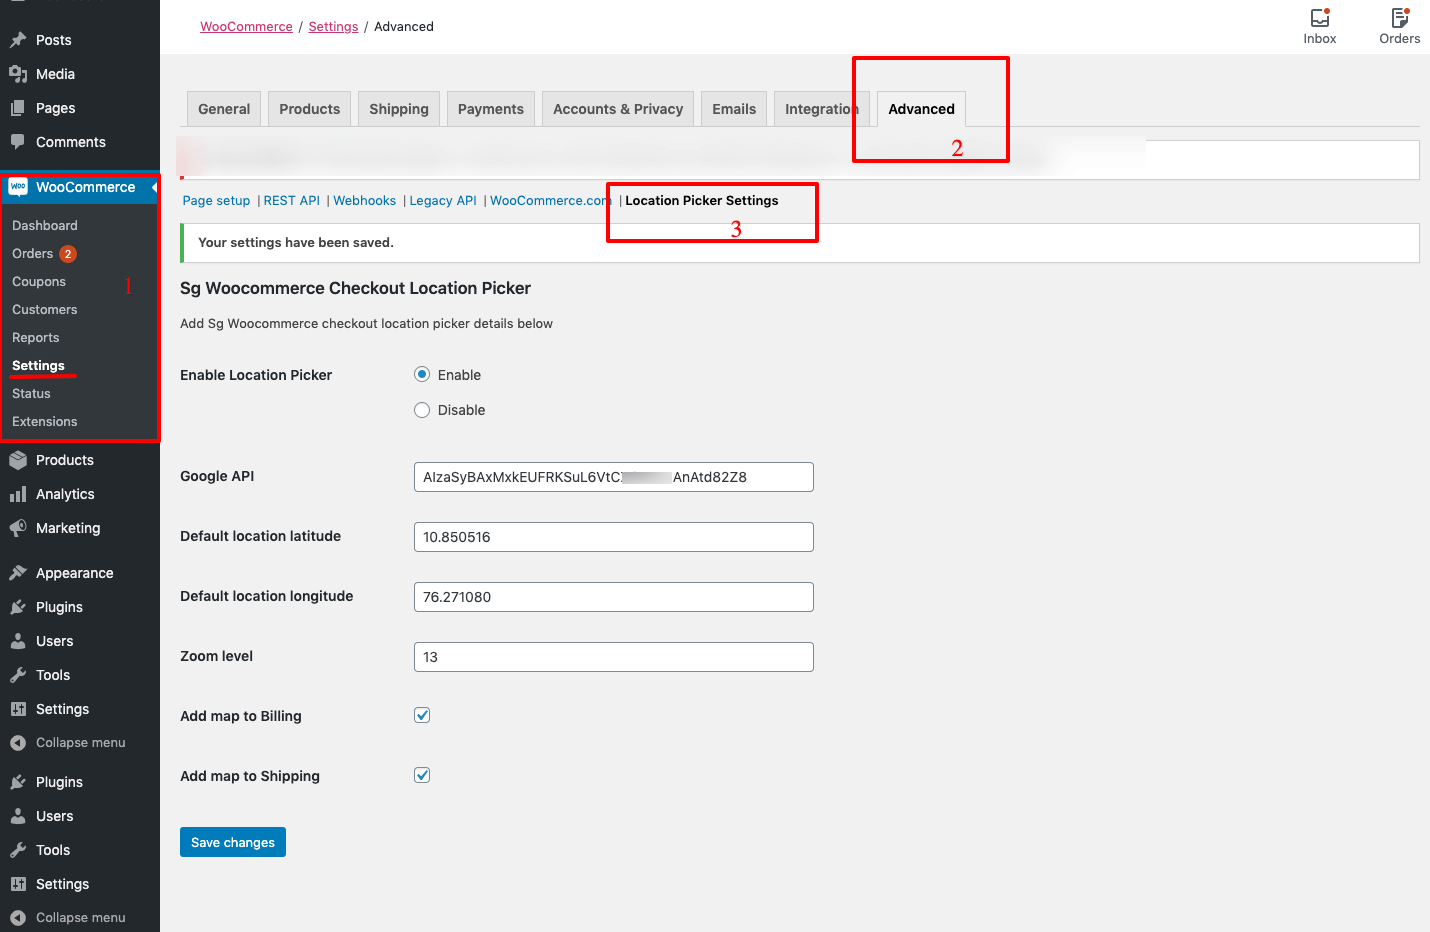 WooCommerce / Settings / Advanced
Inbox
Orders
Posts
Media
Pages
Comments
WooCommerce
Dashboard
Orders 2
Coupons
1
Customers
Reports
Settings
Status
Extensions
Products
Analytics
Marketing
Appearance
Plugins
Users
Tools
Settings
Collapse menu
Plugins
Users
Tools
Settings
Collapse menu
General Products Shipping Payments Accounts & Privacy Emails Integration Advanced
2
Page setup | REST API | Webhooks | Legacy API | WooCommerce.com | Location Picker Settings
3
Your settings have been saved.
Sg Woocommerce Checkout Location Picker
Add Sg Woocommerce checkout location picker details below
Enable Location Picker
Enable
Disable
Google API
AIzaSyBAxMxkEUFRKSuL6VtC AnAtd82Z8
Default location latitude
10.850516
Default location longitude
76.271080
Zoom level
13
Add map to Billing
Add map to Shipping
Save changes